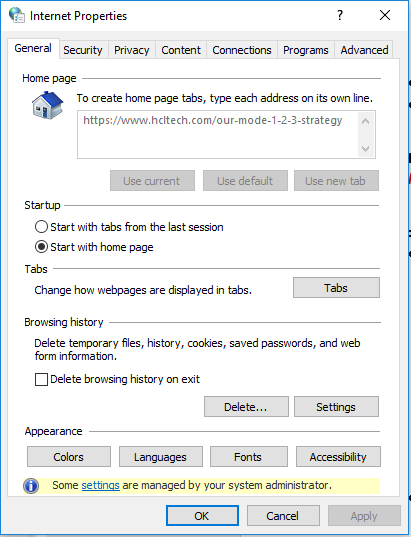 Internet Properties
?
General
Security
Privacy
Content
Connections
Programs
Advanced
Home page
To create home page tabs, type each address on its own line.
https://www.hcltech.com/our-mode-1-2-3-strategy
Use current
Use default
Use new tab
Startup
Start with tabs from the last session
Start with home page
Tabs
Change how webpages are displayed in tabs.
Tabs
Browsing history
Delete temporary files, history, cookies, saved passwords, and web
form information.
Delete browsing history on exit
Delete...
Settings
Appearance
Colors
Languages
Fonts
Accessibility
Some settings are managed by your system administrator.
OK
Cancel
Apply